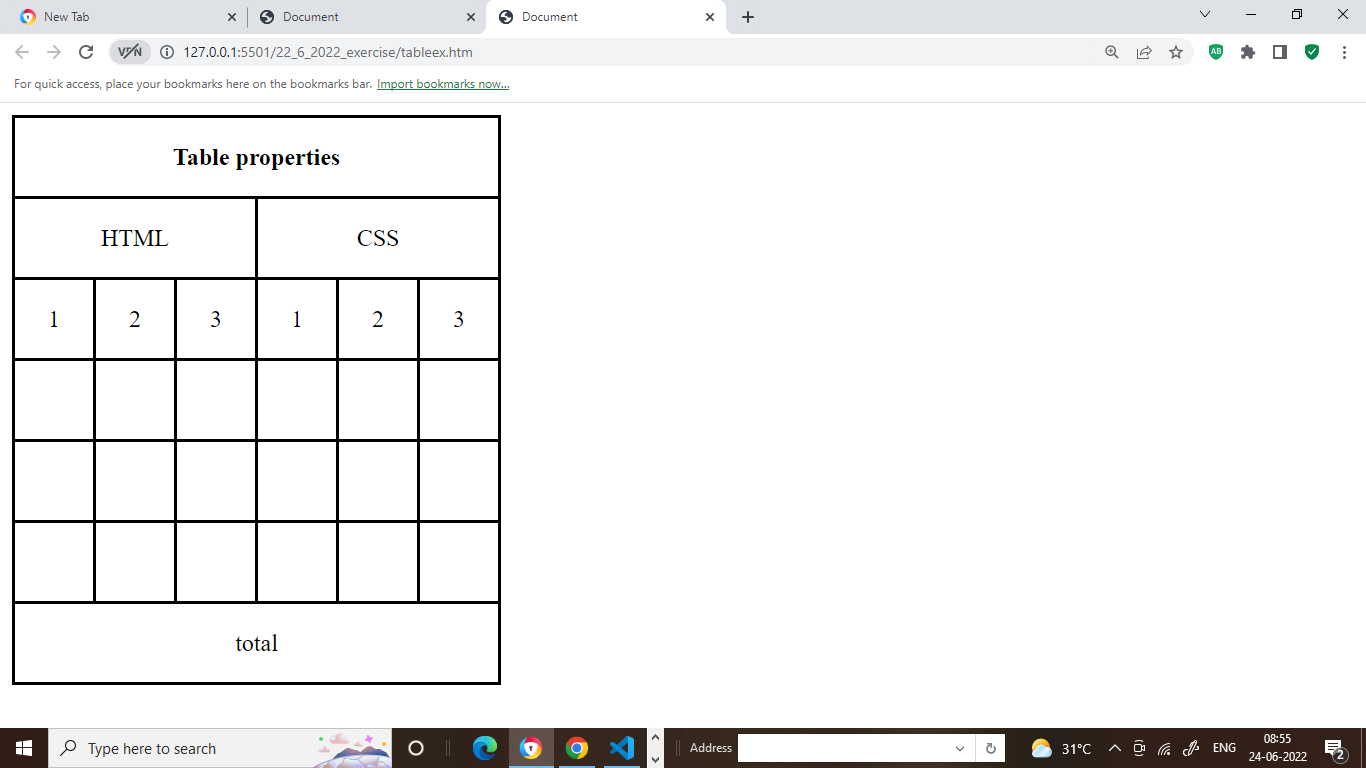 New Tab
Document
Document
VPN
127.0.0.1:5501/22_6_2022_exercise/tableex.htm
AB
For quick access, place your bookmarks here on the bookmarks bar. Import bookmarks now...
Table properties
HTML CSS
1 2 3 1 2 3
total
Type here to search
Address
31°C
ENG
08:55
24-06-2022
2